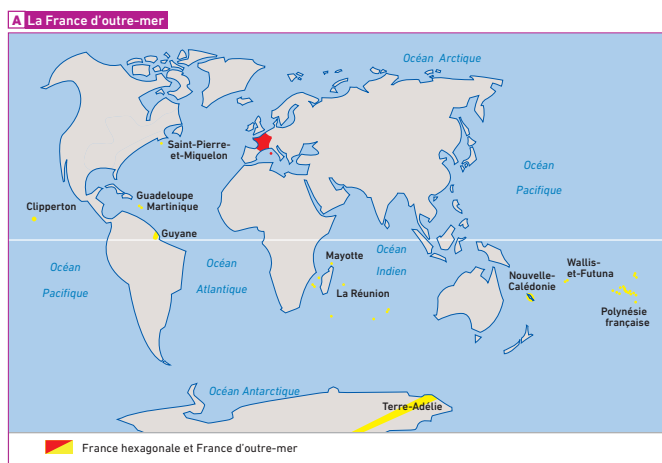 A La France d'outre-mer
Océan Arctique
Saint-Pierre-
et-Miquelon
Océan
Pacifique
Clipperton
Guadeloupe
Martinique
Guyane
Mayotte
Océan
Indien
Océan
Pacifique
Océan
Atlantique
La Réunion
Nouvelle-
Calédonie
Wallis-
et-Futuna
Polynésie
française
Océan Antarctique
Terre-Adélie
France hexagonale et France d'outre-mer